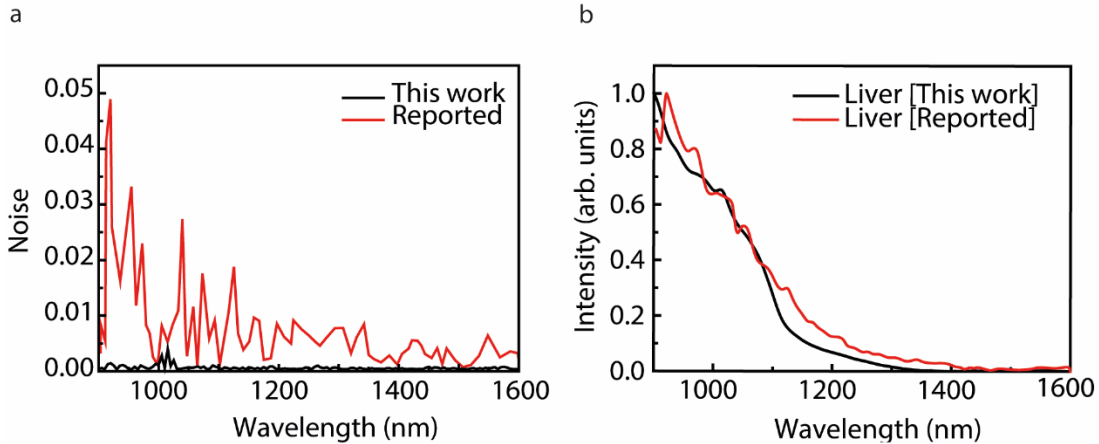 a
0.05
0.04
0.03
0.02
0.01
0.00
Noise
This work
Reported
1000
1200
1400
1600
Wavelength (nm)
b
1.0
0.8
0.6
0.4
0.2
0.0
Intensity (arb. units)
Liver [This work]
Liver [Reported]
1000
1200
1400
1600
Wavelength (nm)